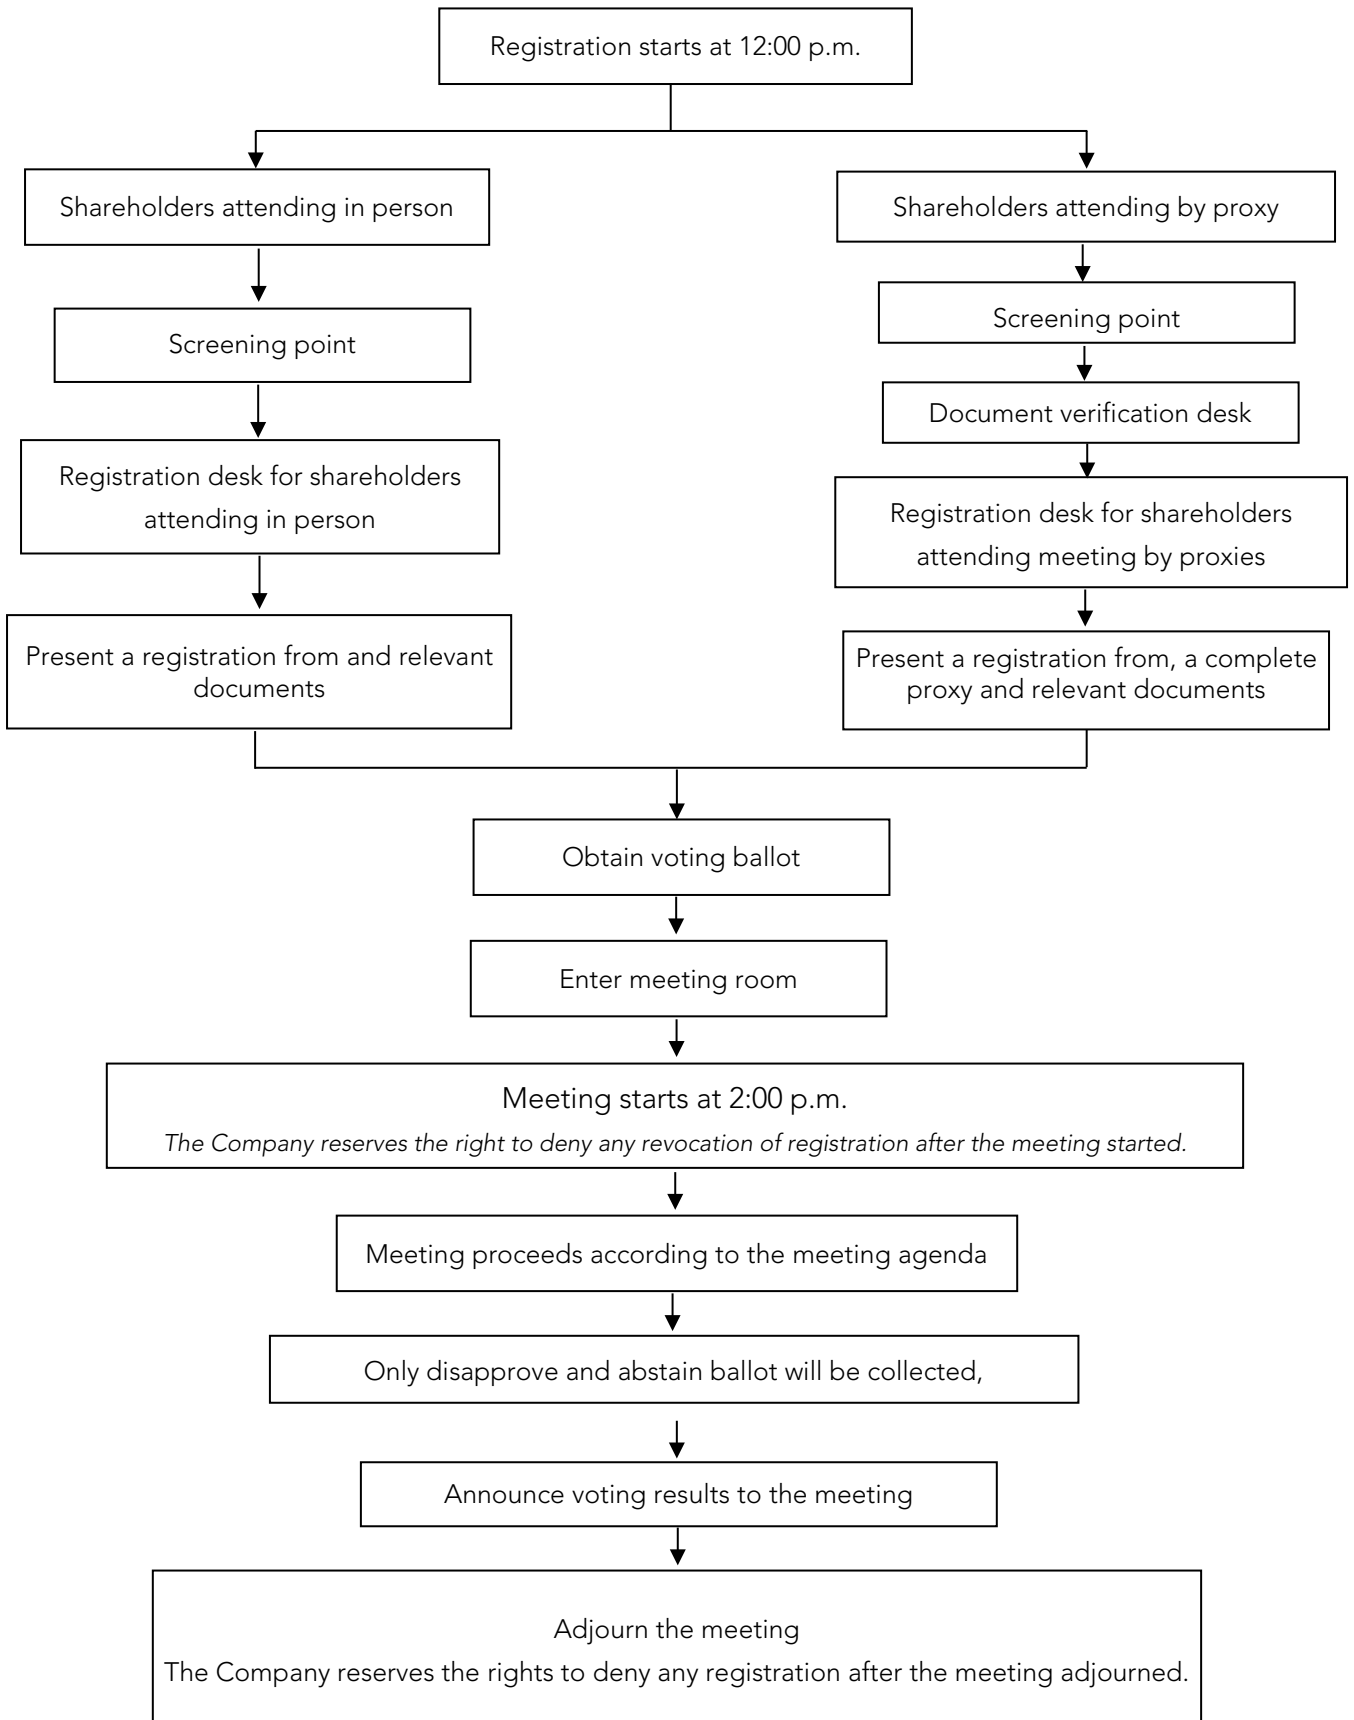 Registration starts at 12:00 p.m.
Shareholders attending in person
Screening point
Registration desk for shareholders
attending in person
Present a registration from and relevant
documents
Shareholders attending by proxy
Screening point
Document verification desk
Registration desk for shareholders
attending meeting by proxies
Present a registration from, a complete
proxy and relevant documents
Obtain voting ballot
Enter meeting room
Meeting starts at 2:00 p.m.
The Company reserves the right to deny any revocation of registration after the meeting started.
Meeting proceeds according to the meeting agenda
Only disapprove and abstain ballot will be collected,
Announce voting results to the meeting
Adjourn the meeting
The Company reserves the rights to deny any registration after the meeting adjourned.